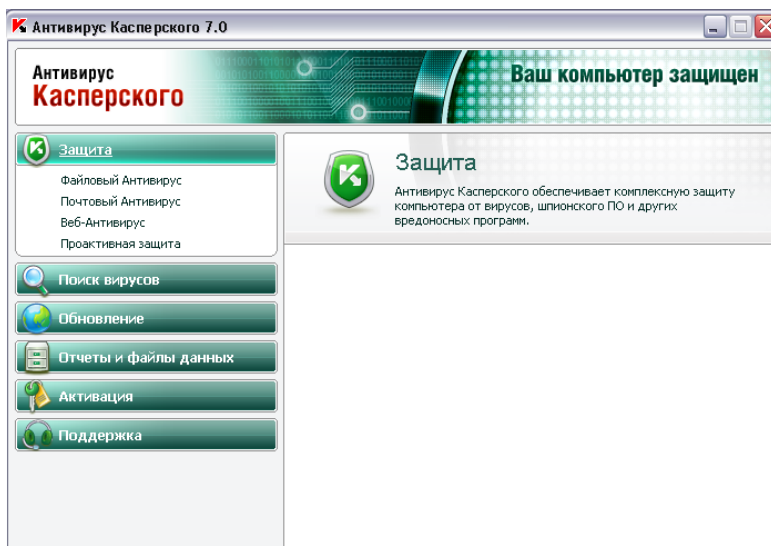 Антивирус Касперского 7.0
Антивирус
Касперского
Ваш компьютер защищен
Защита
Файловый Антивирус
Почтовый Антивирус
Веб-Антивирус
Проактивная защита
Поиск вирусов
Обновление
Отчеты и файлы данных
Активация
Поддержка
Защита
Антивирус Касперского обеспечивает комплексную защиту
компьютера от вирусов, шпионского ПО и других
вредоносных программ.